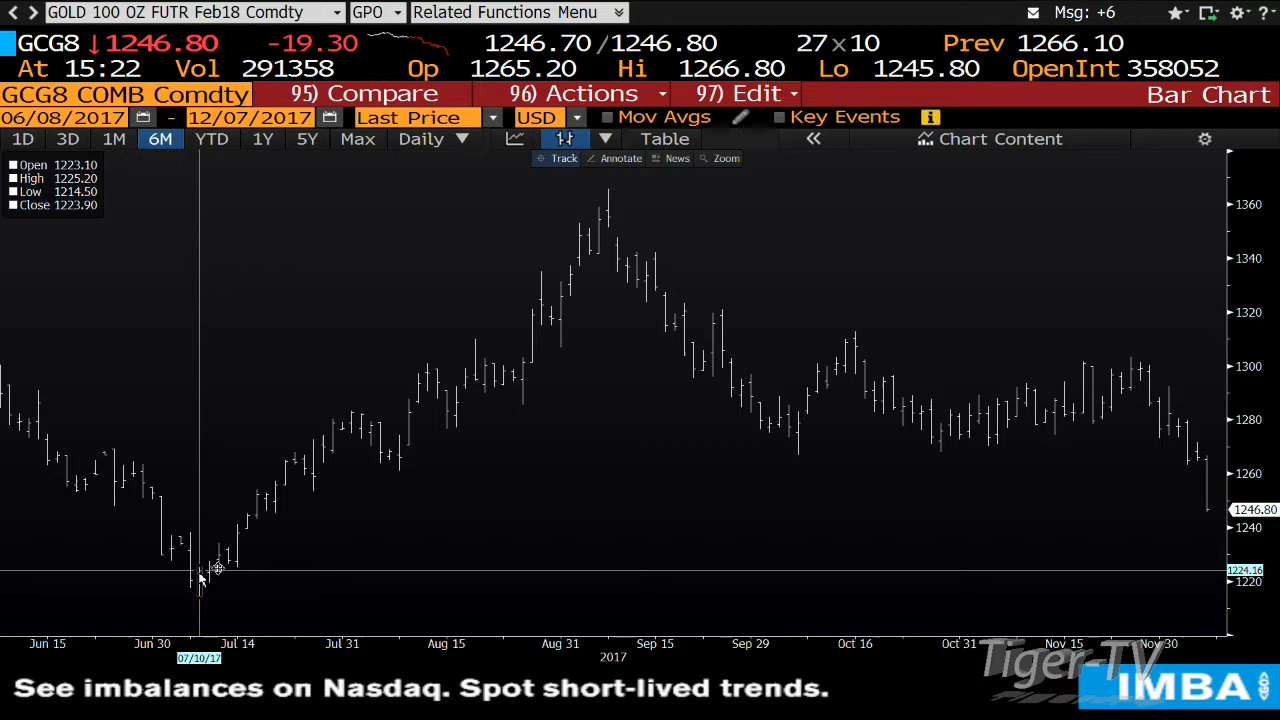 GOLD 100 OZ FUTR Feb18 Comdty GPO Related Functions Menu Msg: +6
GCG8 ↓1246.80 -19.30 1246.70/1246.80 27x10 Prev 1266.10
At 15:22 Vol 291358 Op 1265.20 Hi 1266.80 Lo 1245.80 OpenInt 358052
GCG8 COMB Comdty 95) Compare 96) Actions 97) Edit Bar Chart
06/08/2017 - 12/07/2017 Last Price USD Mov Avgs Key Events
1D 3D 1M 6M YTD 1Y 5Y Max Daily Table Chart Content
Track Annotate News Zoom
Open 1223.10
High 1225.20
Low 1214.50
Close 1223.90
1360
1340
1320
1300
1280
1260
1246.80
1240
1224.16
1220
Jun 15 Jun 30 Jul 14 Jul 31 Aug 15 Aug 31 Sep 15 Sep 29 Oct 16 Oct 31 Nov 15 Nov 30
07/10/17 2017
Tiger-TV
See imbalances on Nasdaq. Spot short-lived trends.
IMBA